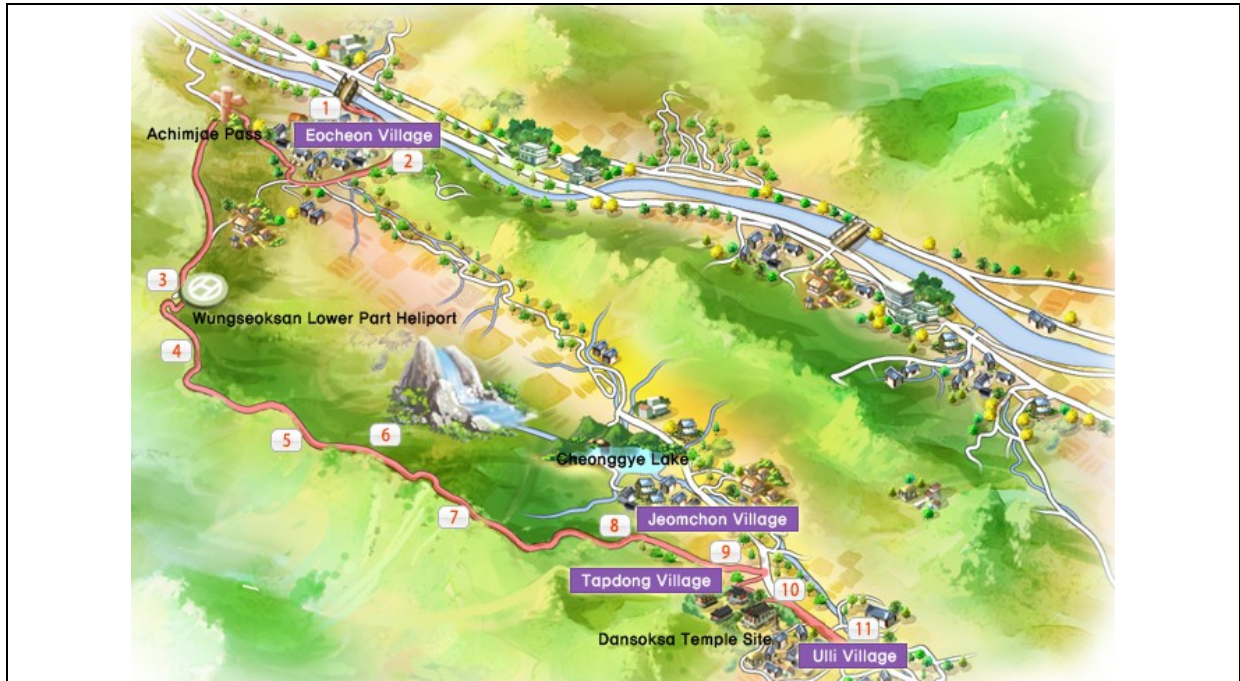 1
Achimjae Pass
Eocheon Village
2
3
Wungseoksan Lower Part Heliport
4
5
6
Cheonggye Lake
7
8
Jeomchon Village
9
Tapdong Village
10
Dansoksa Temple Site
11
Ulli Village